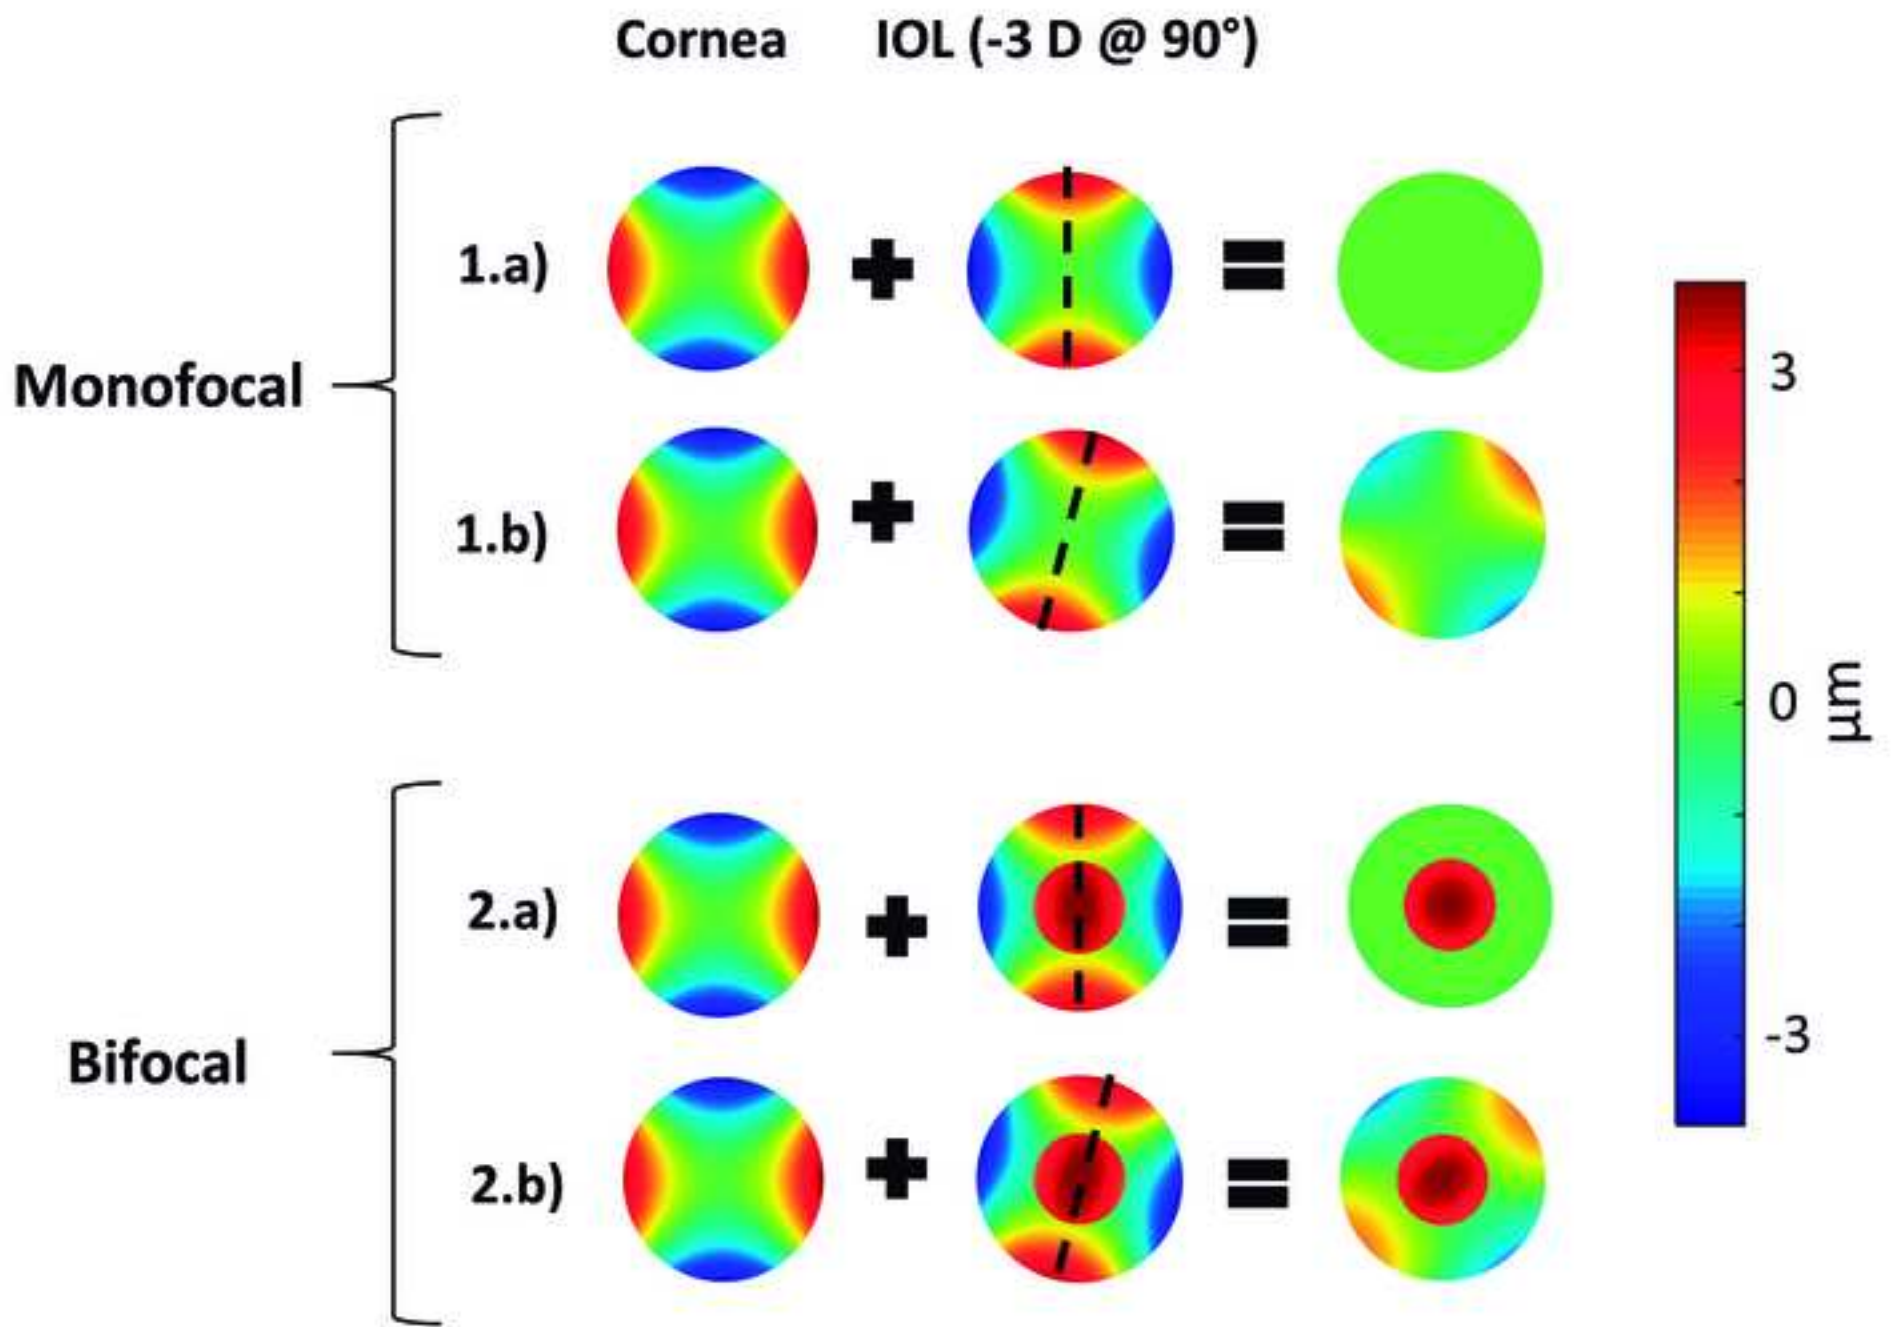 Cornea IOL (-3 D @ 90°)
1.a)
Monofocal
1.b)
2.a)
Bifocal
2.b)
3
0
-3
µm